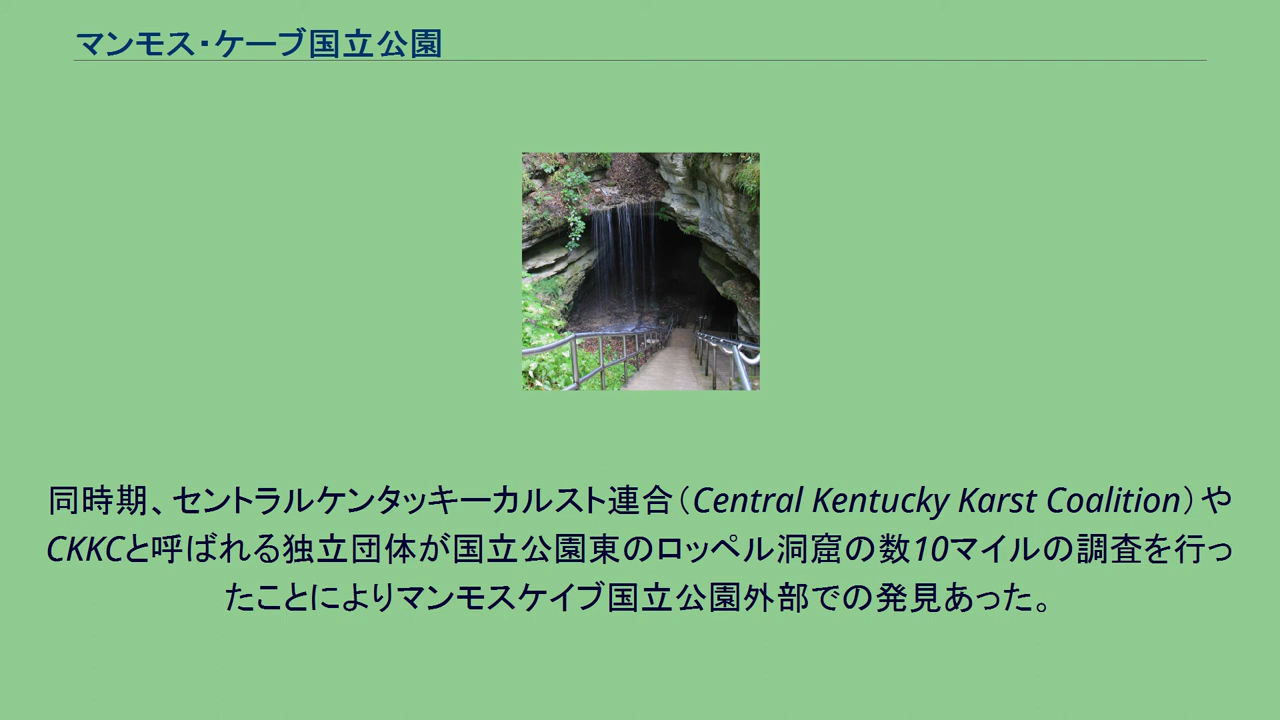 マンモス・ケーブ国立公園
同時期、セントラルケンタッキーカルスト連合（Central Kentucky Karst Coalition）や
CKKCと呼ばれる独立団体が国立公園東のロッペル洞窟の数10マイルの調査を行っ
たことによりマンモスケイブ国立公園外部での発見あった。